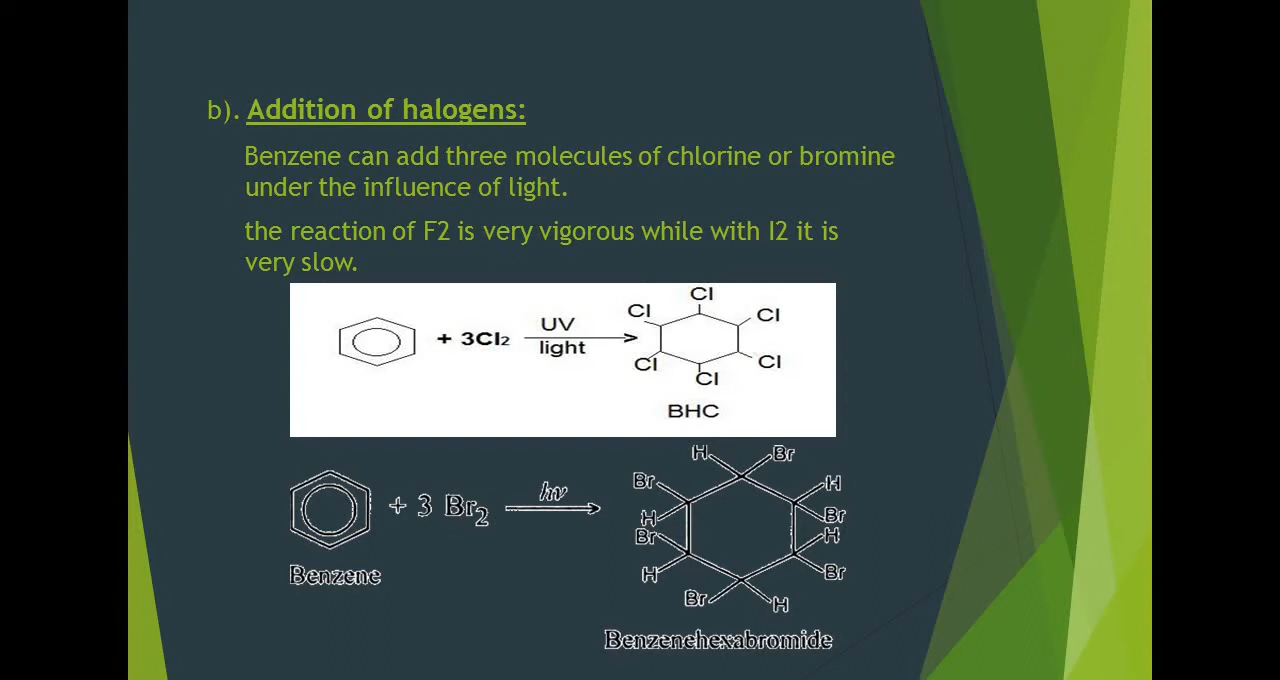 b). Addition of halogens:
Benzene can add three molecules of chlorine or bromine
under the influence of light.
the reaction of F2 is very vigorous while with I2 it is
very slow.
+ 3Cl₂
UV
light
Cl
Cl
Cl
Cl
Cl
Cl
BHC
+ 3 Br₂
hν
Benzene
H
Br
Br
H
H
Br
Br
H
H
Br
Br
H
Benzenehexabromide